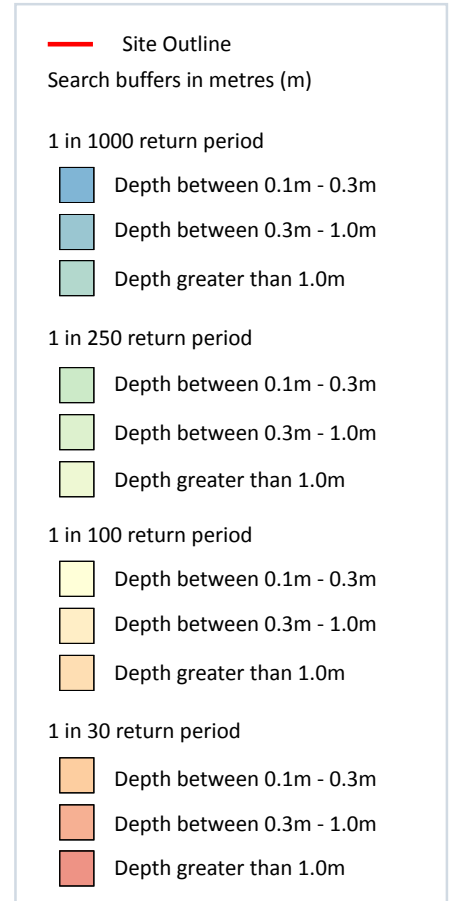 Site Outline
Search buffers in metres (m)
1 in 1000 return period
Depth between 0.1m - 0.3m
Depth between 0.3m - 1.0m
Depth greater than 1.0m
1 in 250 return period
Depth between 0.1m - 0.3m
Depth between 0.3m - 1.0m
Depth greater than 1.0m
1 in 100 return period
Depth between 0.1m - 0.3m
Depth between 0.3m - 1.0m
Depth greater than 1.0m
1 in 30 return period
Depth between 0.1m - 0.3m
Depth between 0.3m - 1.0m
Depth greater than 1.0m